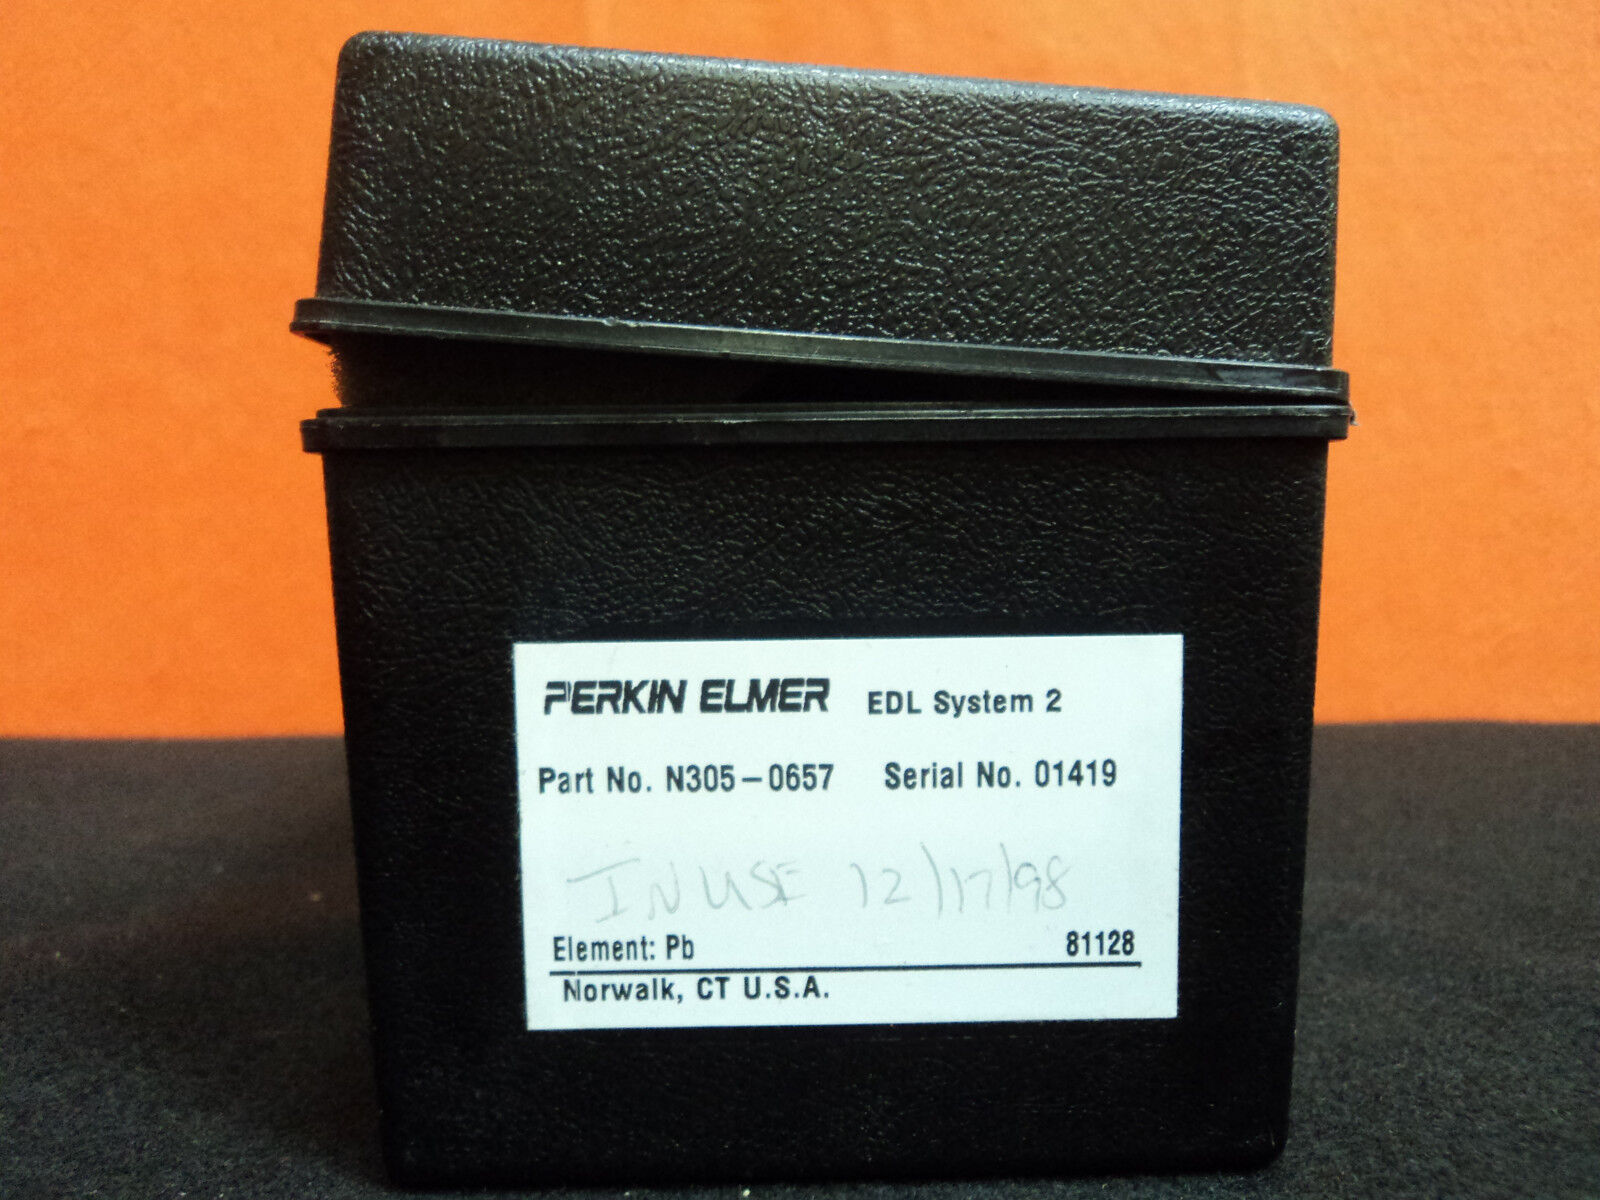 PERKIN ELMER EDL System 2
Part No. N305-0657 Serial No. 01419
IN USE 12/17/98
Element: Pb 81128
Norwalk, CT U.S.A.